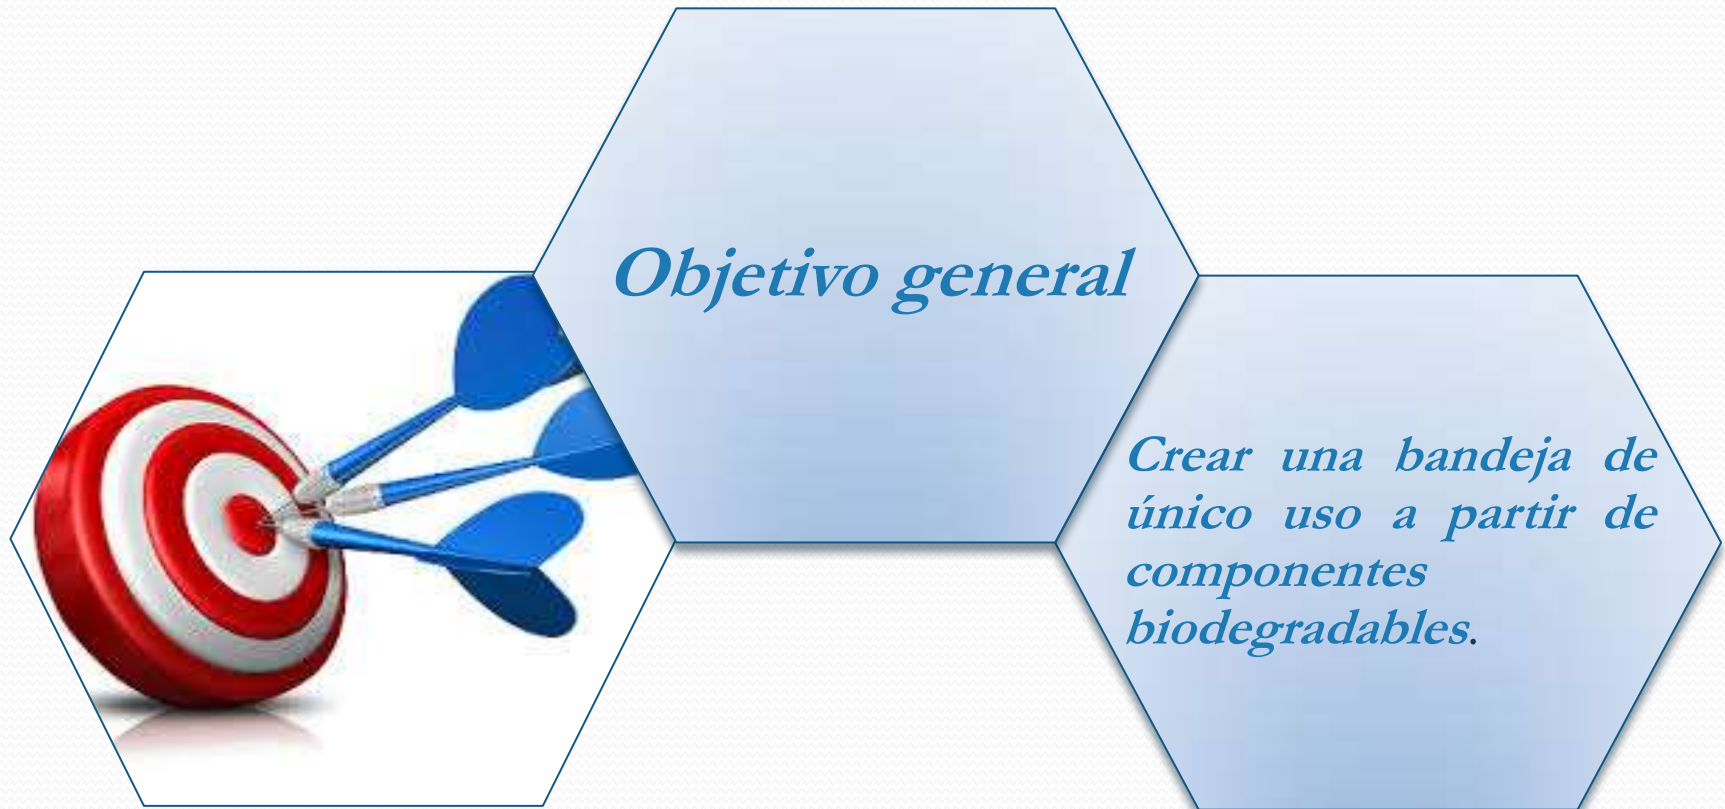 Objetivo general
Crear una bandeja de
único uso a partir de
componentes
biodegradables.